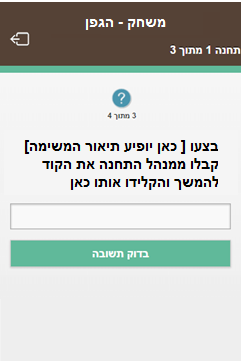 משחק - הגפן
תחנה 1 מתוך 3
?
3 מתוך 4
בצעו [ כאן יופיע תיאור המשימה]
קבלו ממנהל התחנה את הקוד
להמשך והקלידו אותו כאן
בדוק תשובה